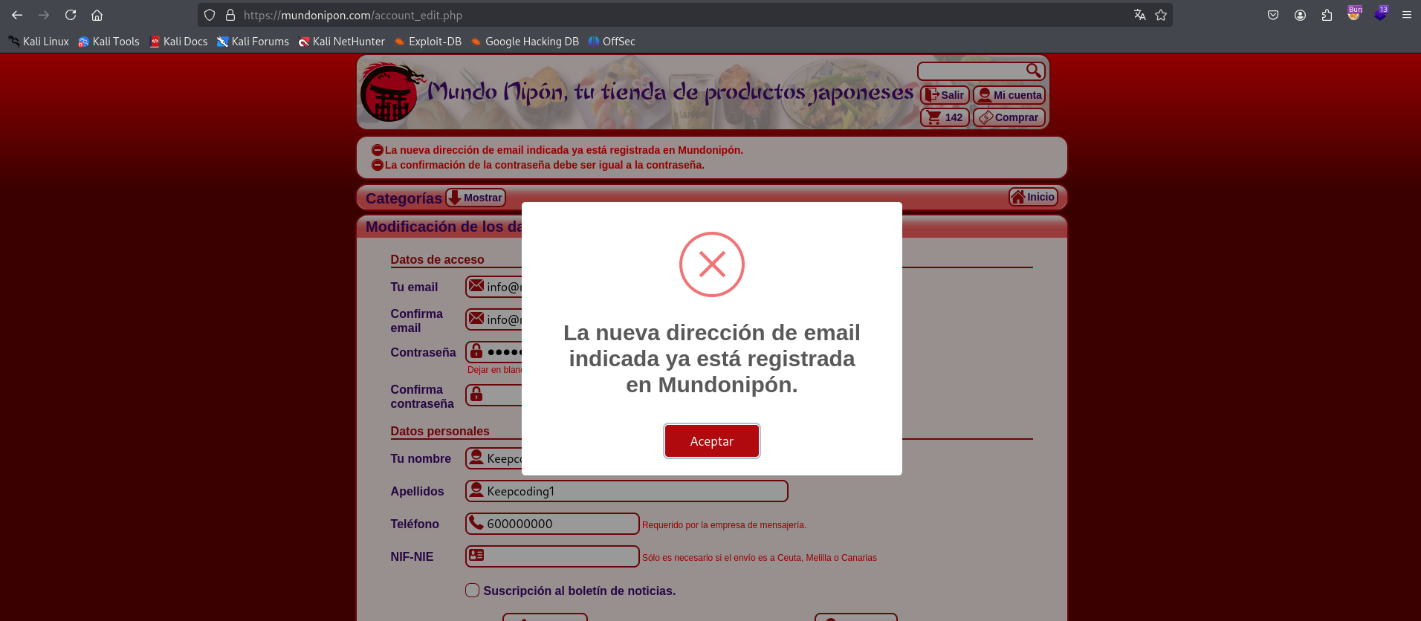 https://mundonipon.com/account_edit.php
Bur
13
Kali Linux Kali Tools Kali Docs Kali Forums Kali NetHunter Exploit-DB Google Hacking DB OffSec
Mundo Nipón, tu tienda de productos japoneses
Salir Mi cuenta
142 Comprar
La nueva dirección de email indicada ya está registrada en Mundonipón.
La confirmación de la contraseña debe ser igual a la contraseña.
Categorías Mostrar Inicio
Modificación de los da
Datos de acceso
Tu email info@
Confirma
email info@
Contraseña
Dejar en blan
Confirma
contraseña
La nueva dirección de email
indicada ya está registrada
en Mundonipón.
Aceptar
Datos personales
Tu nombre Keepc
Apellidos Keepcoding1
Teléfono 600000000 Requerido por la empresa de mensajería.
NIF-NIE Sólo es necesario si el envío es a Ceuta, Melilla o Canarias
Suscripción al boletín de noticias.